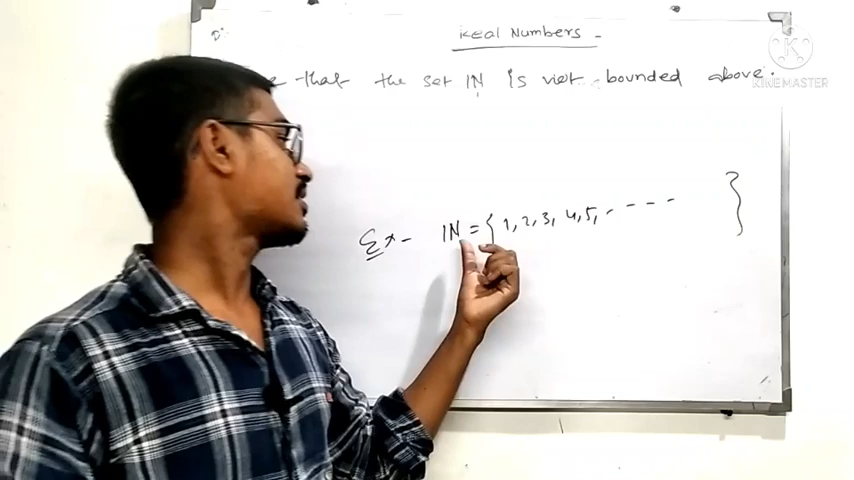 Real Numbers -
that the set IN is not bounded above.
Ex- IN = {1, 2, 3, 4, 5, - - - - }
K
KINEMASTER